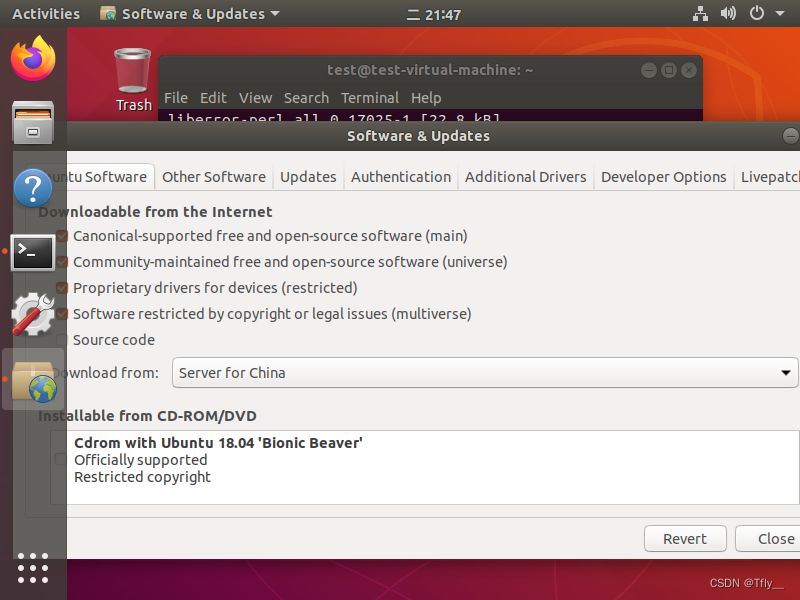 Activities Software & Updates 二 21:47
Trash
test@test-virtual-machine: ~
File Edit View Search Terminal Help
liberror-perl all 0.17025-1 [22.8 kB]
Software & Updates
untu Software Other Software Updates Authentication Additional Drivers Developer Options Livepatc
Downloadable from the Internet
Canonical-supported free and open-source software (main)
Community-maintained free and open-source software (universe)
Proprietary drivers for devices (restricted)
Software restricted by copyright or legal issues (multiverse)
Source code
ownload from: Server for China
Installable from CD-ROM/DVD
Cdrom with Ubuntu 18.04 'Bionic Beaver'
Officially supported
Restricted copyright
Revert Close
CSDN @Tfly__